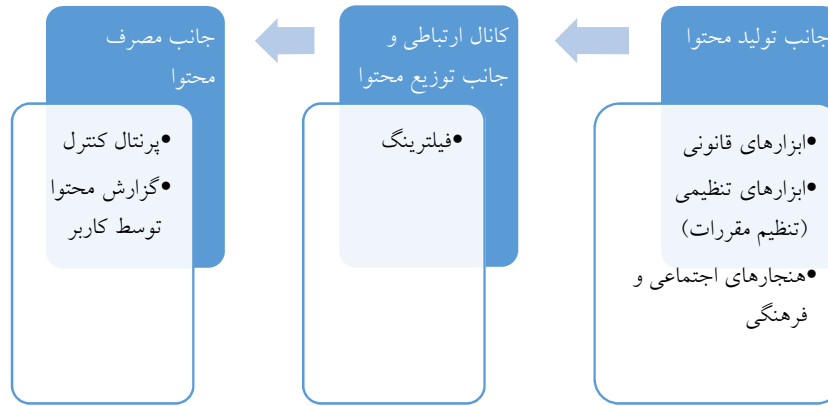 جانب تولید محتوا
•ابزارهای قانونی
•ابزارهای تنظیمی
(تنظیم مقررات)
•هنجارهای اجتماعی و
فرهنگی
کانال ارتباطی و
جانب توزیع محتوا
•فیلترینگ
جانب مصرف
محتوا
•پرنتال کنترل
•گزارش محتوا
توسط کاربر